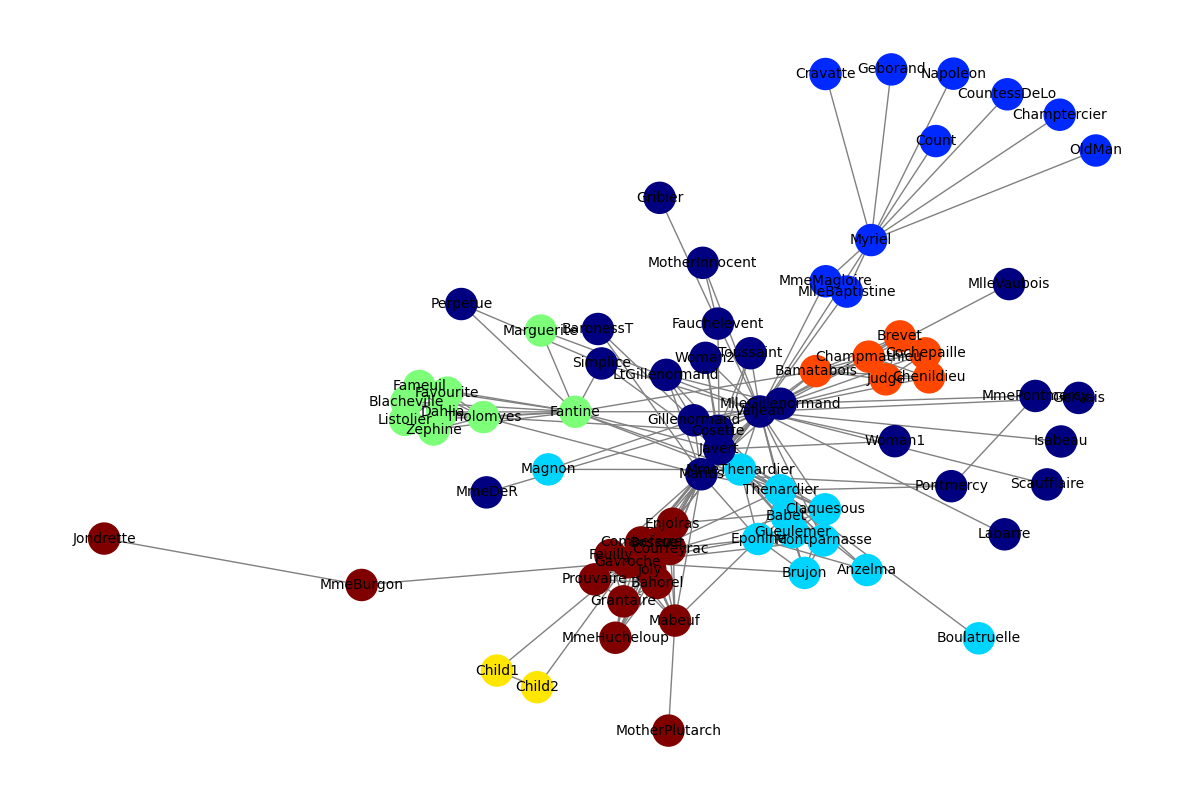 Cravatte
Geborand
Napoleon
CountessDeLo
Champtercier
Count
OldMan
Gribier
Myriel
MotherInnocent
MmeMagloire
MlleBaptistine
MlleVaubois
Perpetue
Marguerite
BaronessT
Fauchelevent
Brevet
Simplice
Woman2
Toussaint
Champmathieu
Cochepaille
LtGillenormand
Bamatabois
Judge
Chenildieu
Fameuil
Favourite
Blacheville
Dahlia
Listolier
Tholomyes
Zephine
Fantine
MlleGillenormand
Valjean
MmePontmercy
Gervais
Gillenormand
Cosette
Javert
Woman1
Isabeau
Magnon
Marius
MmeThenardier
MmeDeR
Thenardier
Pontmercy
Scaufflaire
Claquesous
Babet
Enjolras
Gueulemer
Labarre
Jondrette
Combeferre
Bossuet
Courfeyrac
Eponine
Montparnasse
Feuilly
Gavroche
Joly
MmeBurgon
Prouvaire
Bahorel
Brujon
Anzelma
Grantaire
Mabeuf
MmeHucheloup
Boulatruelle
Child1
Child2
MotherPlutarch